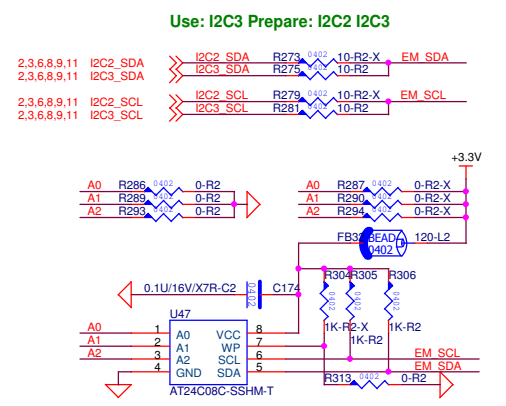 Use: I2C3 Prepare: I2C2 I2C3
2,3,6,8,9,11 I2C2_SDA I2C2_SDA R273 0402 10-R2-X EM_SDA
2,3,6,8,9,11 I2C3_SDA I2C3_SDA R275 0402 10-R2
2,3,6,8,9,11 I2C2_SCL I2C2_SCL R279 0402 10-R2-X EM_SCL
2,3,6,8,9,11 I2C3_SCL I2C3_SCL R281 0402 10-R2
+3.3V
A0 R286 0402 0-R2 A0 R287 0402 0-R2-X
A1 R289 0402 0-R2 A1 R290 0402 0-R2-X
A2 R293 0402 0-R2 A2 R294 0402 0-R2-X
BEAD 120-L2
0402
R304 R305 R306
0.1U/16V/X7R-C2 0402 C174 0402 0402 0402
U47
A0 1 A0 VCC 8 1K-R2-X 1K-R2
A1 2 A1 WP 7 1K-R2
A2 3 A2 SCL 6 EM_SCL
4 GND SDA 5 EM_SDA
R313 0402 0-R2
AT24C08C-SSHM-T